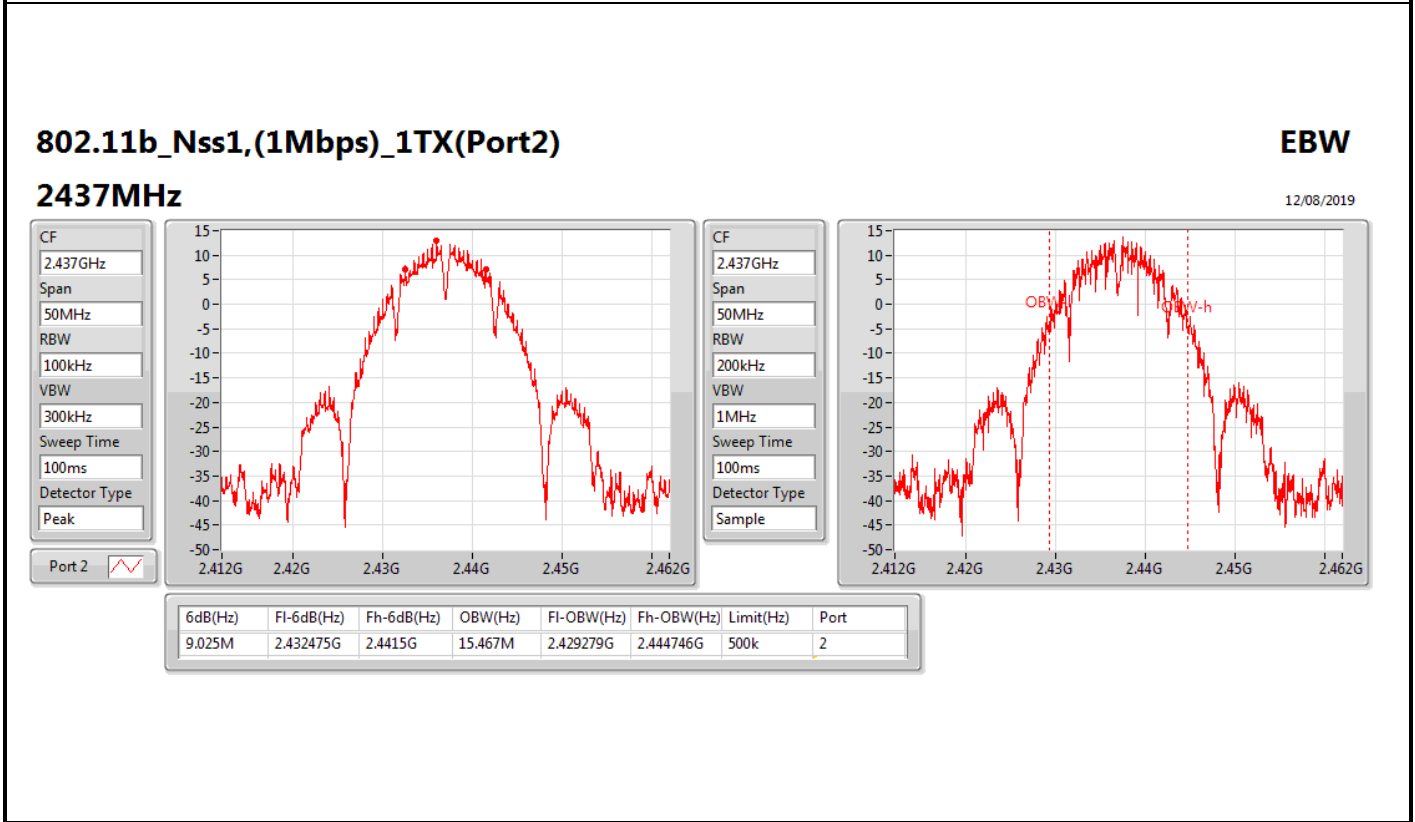 802.11b_Nss1,(1Mbps)_1TX(Port2)
EBW
2437MHz
12/08/2019
CF
2.437GHz
Span
50MHz
RBW
100kHz
VBW
300kHz
Sweep Time
100ms
Detector Type
Peak
Port 2
15
10
5
0
-5
-10
-15
-20
-25
-30
-35
-40
-45
-50
2.412G 2.42G 2.43G 2.44G 2.45G 2.462G
CF
2.437GHz
Span
50MHz
RBW
200kHz
VBW
1MHz
Sweep Time
100ms
Detector Type
Sample
15
10
5
0
-5
-10
-15
-20
-25
-30
-35
-40
-45
-50
OBW-h
2.412G 2.42G 2.43G 2.44G 2.45G 2.462G
6dB(Hz) Fl-6dB(Hz) Fh-6dB(Hz) OBW(Hz) Fl-OBW(Hz) Fh-OBW(Hz) Limit(Hz) Port
9.025M 2.432475G 2.4415G 15.467M 2.429279G 2.444746G 500k 2